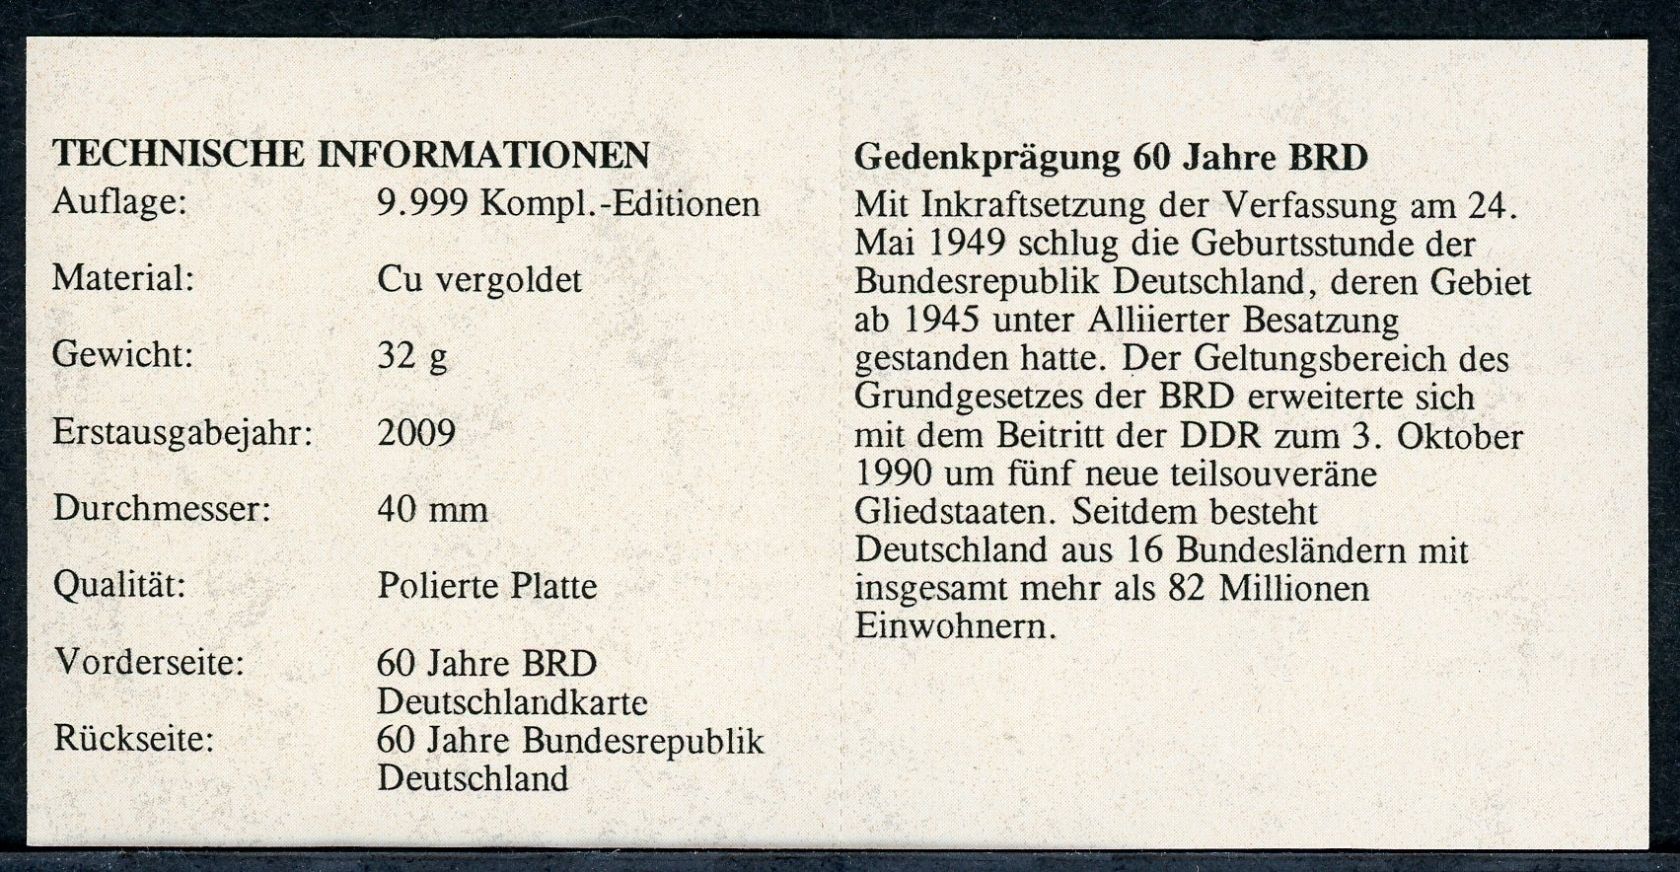 TECHNISCHE INFORMATIONEN
Auflage: 9.999 Kompl.-Editionen
Material: Cu vergoldet
Gewicht: 32 g
Erstausgabejahr: 2009
Durchmesser: 40 mm
Qualität: Polierte Platte
Vorderseite: 60 Jahre BRD
Deutschlandkarte
Rückseite: 60 Jahre Bundesrepublik
Deutschland
Gedenkprägung 60 Jahre BRD
Mit Inkraftsetzung der Verfassung am 24.
Mai 1949 schlug die Geburtsstunde der
Bundesrepublik Deutschland, deren Gebiet
ab 1945 unter Alliierter Besatzung
gestanden hatte. Der Geltungsbereich des
Grundgesetzes der BRD erweiterte sich
mit dem Beitritt der DDR zum 3. Oktober
1990 um fünf neue teilsouveräne
Gliedstaaten. Seitdem besteht
Deutschland aus 16 Bundesländern mit
insgesamt mehr als 82 Millionen
Einwohnern.